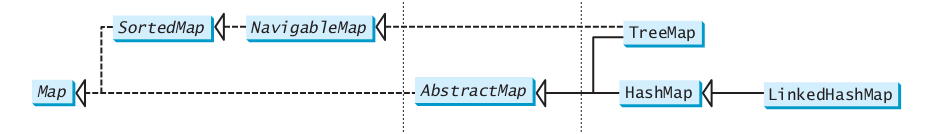 SortedMap
NavigableMap
TreeMap
Map
AbstractMap
HashMap
LinkedHashMap